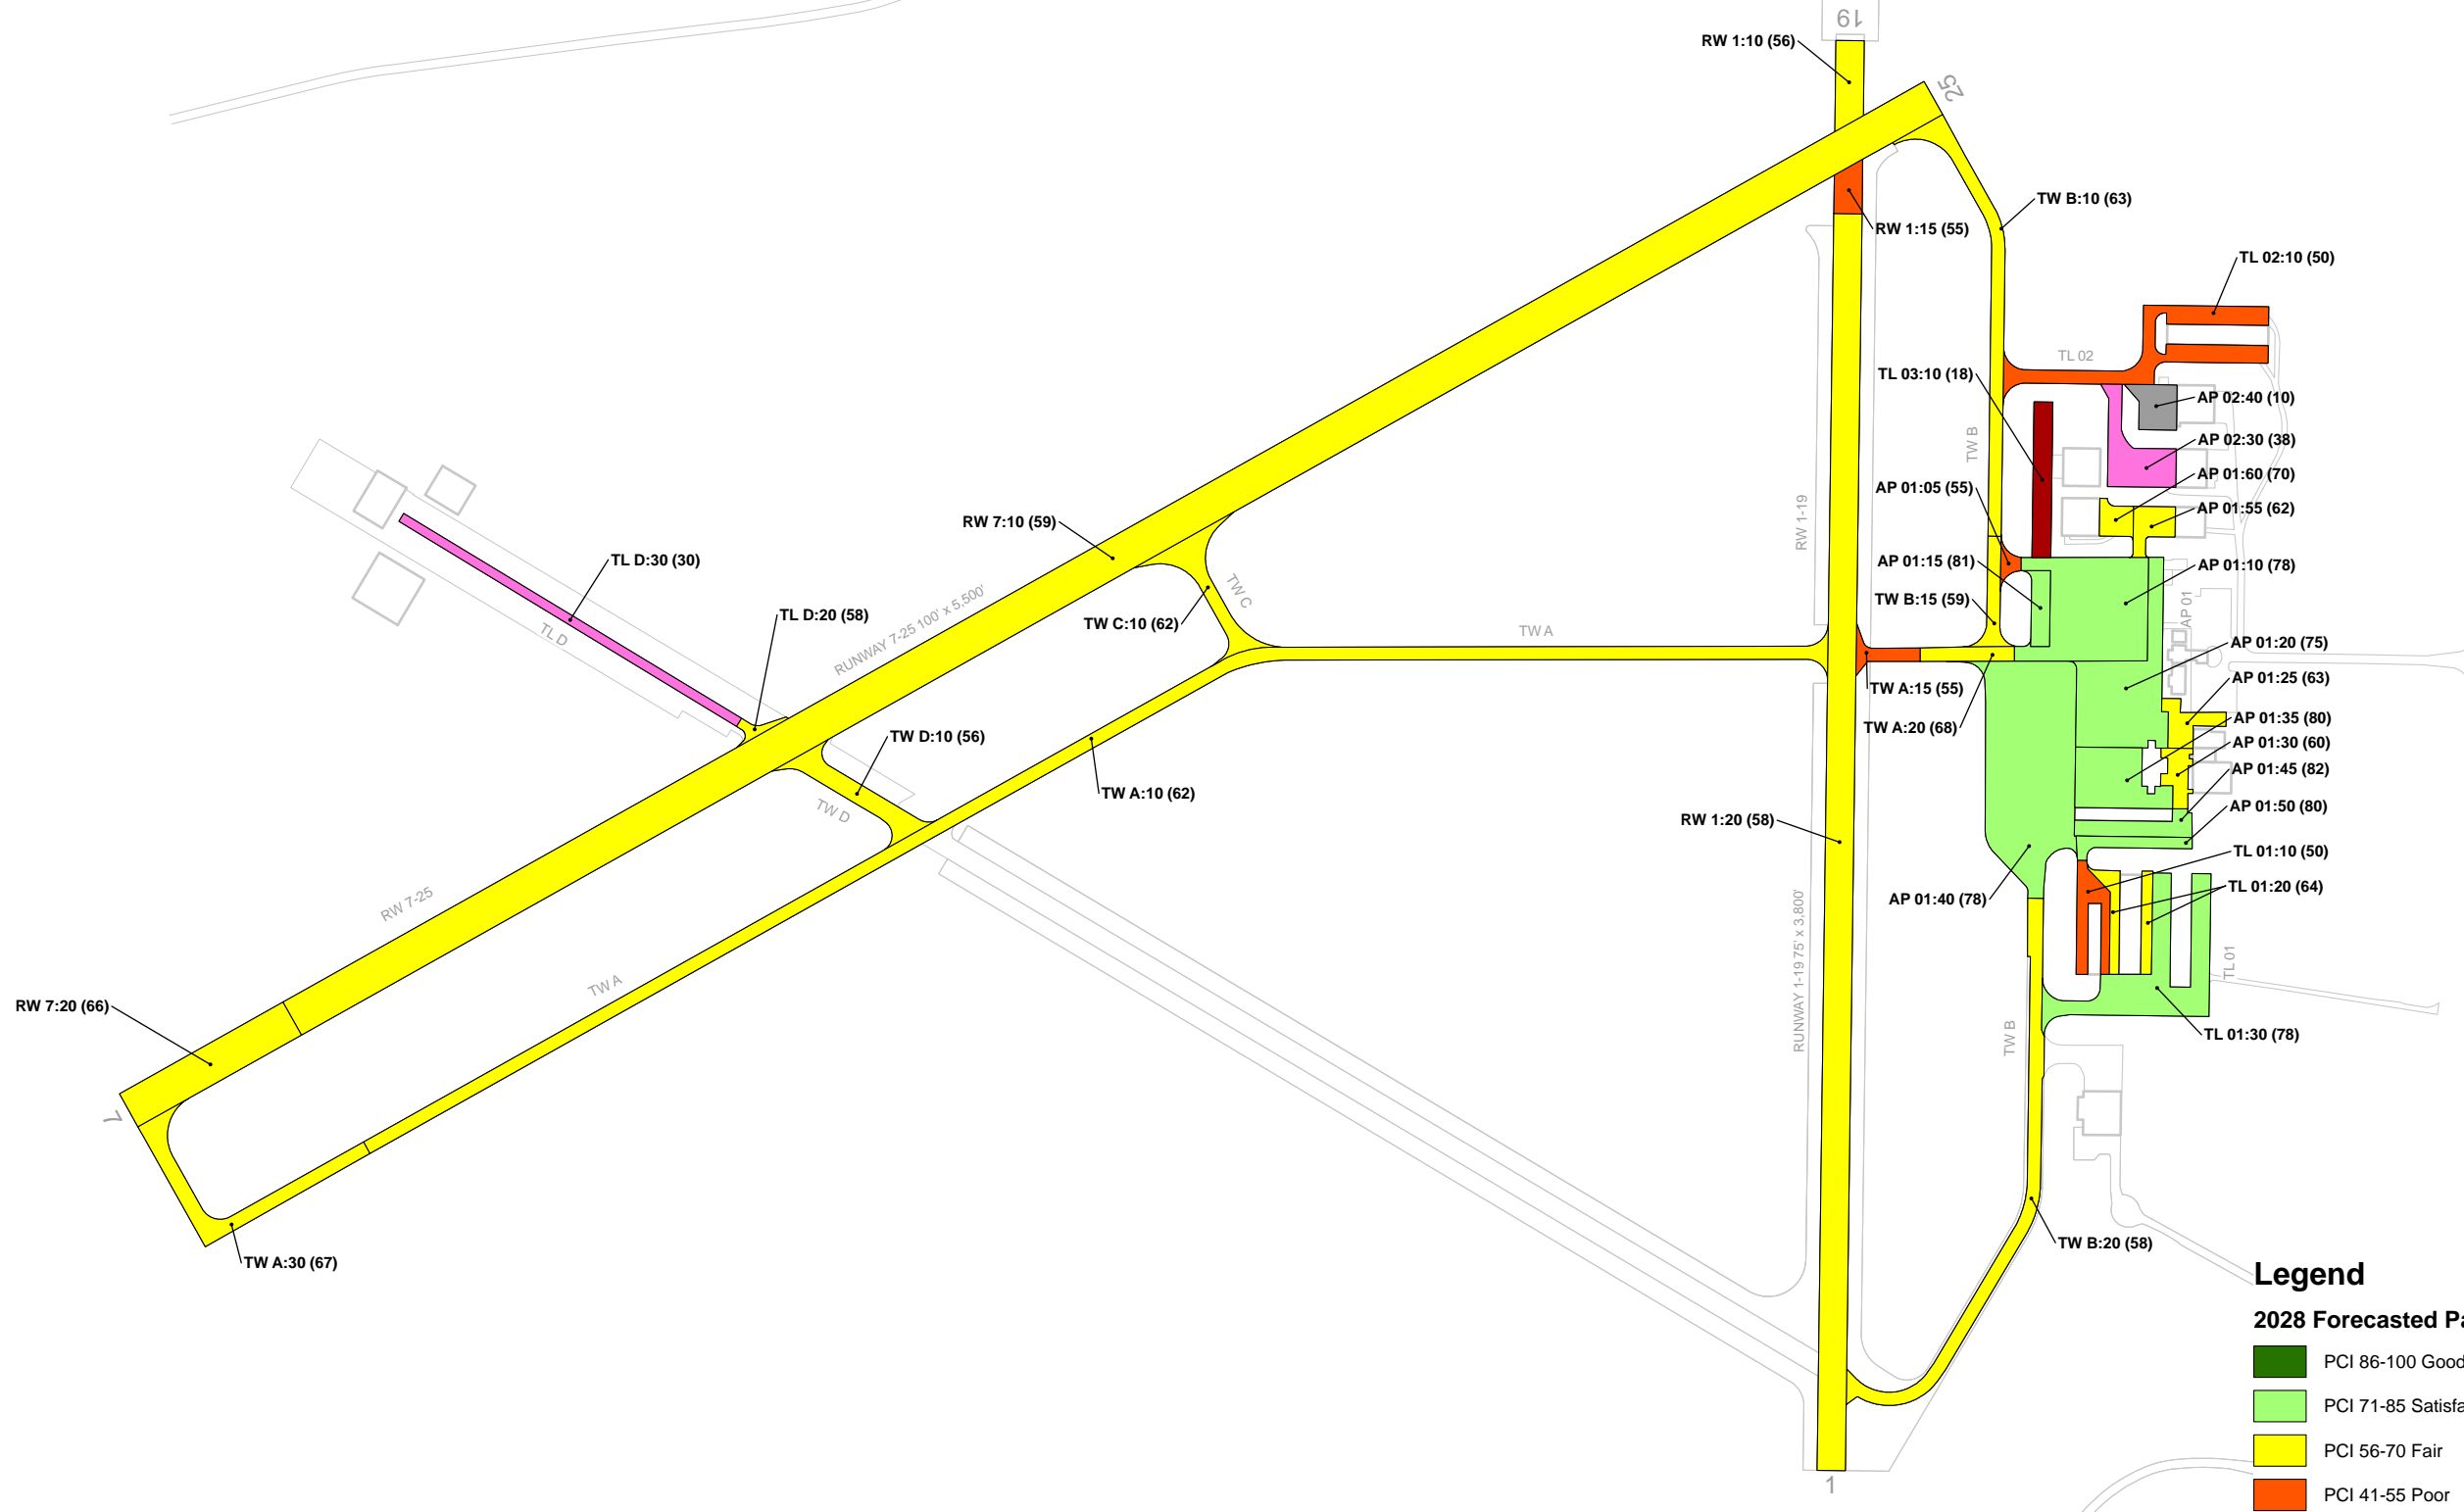 19
RW 1:10 (56)
25
TW B:10 (63)
RW 1:15 (55)
TL 02:10 (50)
TL 02
TL 03:10 (18)
AP 02:40 (10)
AP 02:30 (38)
TW B
AP 01:60 (70)
AP 01:05 (55)
AP 01:55 (62)
RW 7:10 (59)
RW 1-19
TL D:30 (30)
AP 01:15 (81)
AP 01:10 (78)
TW C
TW B:15 (59)
AP 01
TL D:20 (58)
RUNWAY 7-25 100' x 5,500'
TW C:10 (62)
TW A
TL D
AP 01:20 (75)
AP 01:25 (63)
TW A:15 (55)
AP 01:35 (80)
TW A:20 (68)
TW D:10 (56)
AP 01:30 (60)
AP 01:45 (82)
TW A:10 (62)
AP 01:50 (80)
TW D
RW 1:20 (58)
TL 01:10 (50)
TL 01:20 (64)
AP 01:40 (78)
RW 7-25
RUNWAY 1-19 75' x 3,800'
TL 01
TW A
RW 7:20 (66)
TW B
TL 01:30 (78)
7
TW B:20 (58)
TW A:30 (67)
Legend
2028 Forecasted Pa
PCI 86-100 Good
PCI 71-85 Satisfa
PCI 56-70 Fair
PCI 41-55 Poor
1